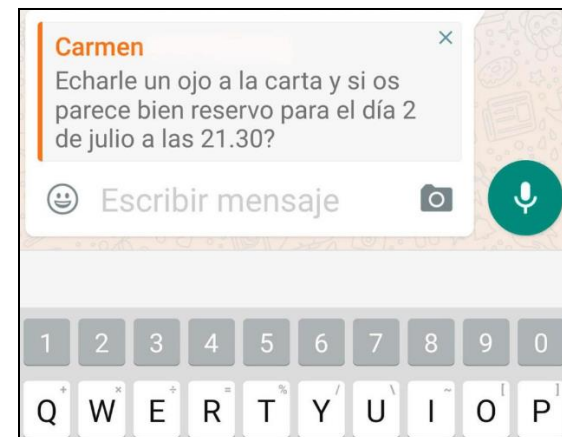 Carmen
Echarle un ojo a la carta y si os
parece bien reservo para el día 2
de julio a las 21.30?
Escribir mensaje
1 2 3 4 5 6 7 8 9 0
+ × ÷ = % / \ ~ [ ]
Q W E R T Y U I O P